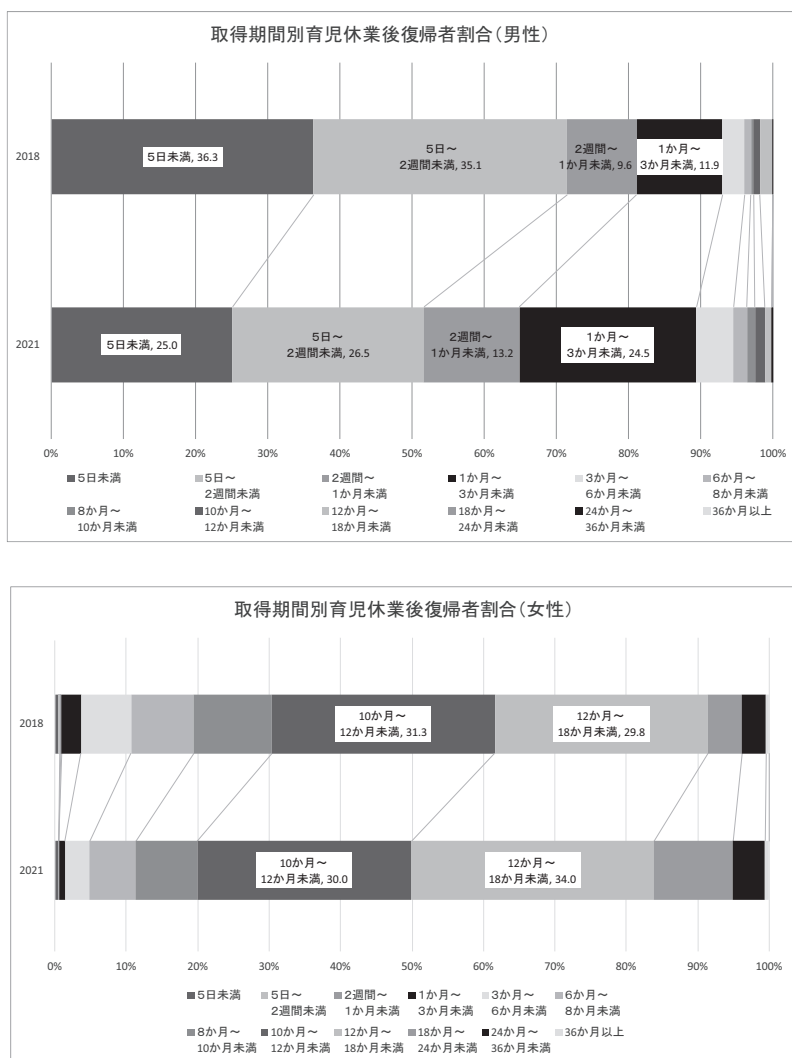 取得期間別育児休業後復帰者割合(男性)
2018
5日未満, 36.3
5日～
2週間未満, 35.1
2週間～
1か月未満, 9.6
1か月～
3か月未満, 11.9
2021
5日未満, 25.0
5日～
2週間未満, 26.5
2週間～
1か月未満, 13.2
1か月～
3か月未満, 24.5
0% 10% 20% 30% 40% 50% 60% 70% 80% 90% 100%
5日未満
5日～
2週間未満
2週間～
1か月未満
1か月～
3か月未満
3か月～
6か月未満
6か月～
8か月未満
8か月～
10か月未満
10か月～
12か月未満
12か月～
18か月未満
18か月～
24か月未満
24か月～
36か月未満
36か月以上
取得期間別育児休業後復帰者割合(女性)
2018
10か月～
12か月未満, 31.3
12か月～
18か月未満, 29.8
2021
10か月～
12か月未満, 30.0
12か月～
18か月未満, 34.0
0% 10% 20% 30% 40% 50% 60% 70% 80% 90% 100%
5日未満
5日～
2週間未満
2週間～
1か月未満
1か月～
3か月未満
3か月～
6か月未満
6か月～
8か月未満
8か月～
10か月未満
10か月～
12か月未満
12か月～
18か月未満
18か月～
24か月未満
24か月～
36か月未満
36か月以上